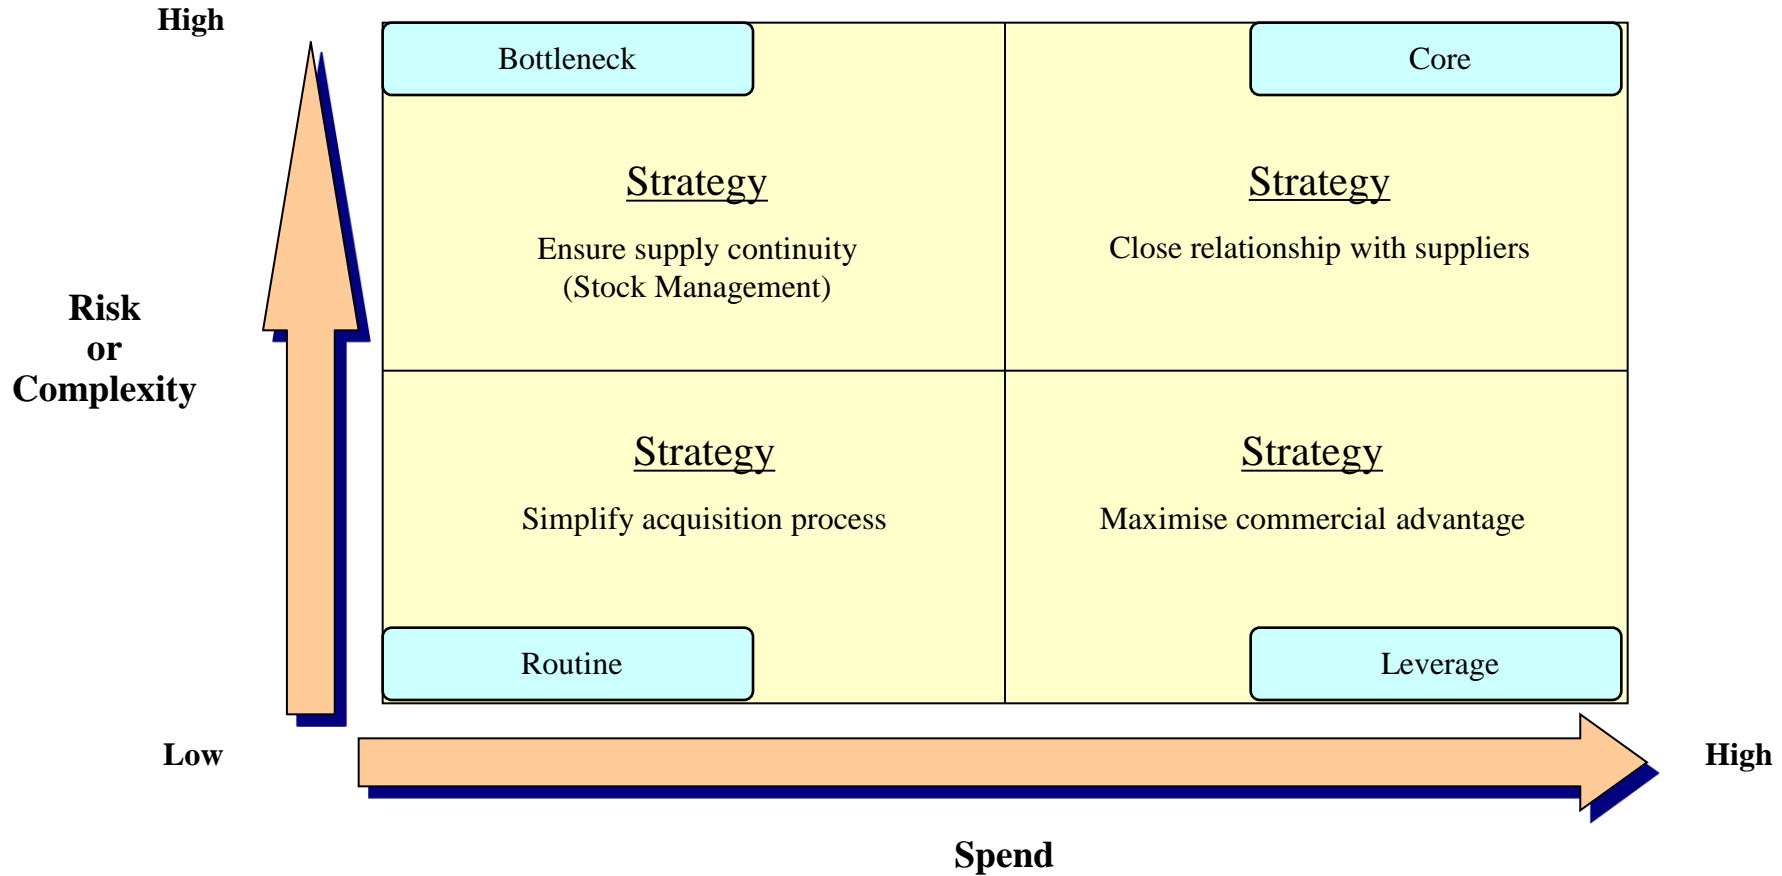 High
Bottleneck
Core
Strategy
Ensure supply continuity
(Stock Management)
Strategy
Close relationship with suppliers
Risk
or
Complexity
Strategy
Simplify acquisition process
Strategy
Maximise commercial advantage
Routine
Leverage
Low
High
Spend